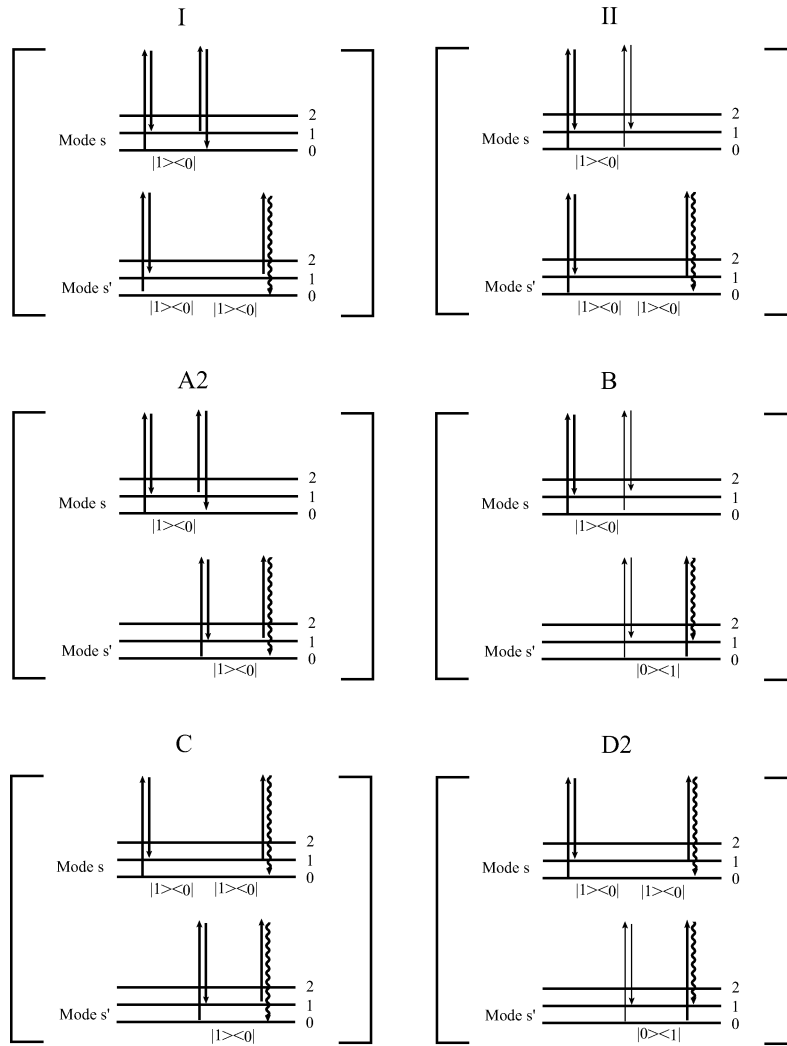 I II
2 2
Mode s 1 Mode s 1
0 0
|1><0| |1><0|
2 2
Mode s' 1 Mode s' 1
0 0
|1><0| |1><0| |1><0| |1><0|
A2 B
2 2
Mode s 1 Mode s 1
0 0
|1><0| |1><0|
2 2
Mode s' 1 Mode s' 1
0 0
|1><0| |0><1|
C D2
2 2
Mode s 1 Mode s 1
0 0
|1><0| |1><0| |1><0| |1><0|
2 2
Mode s' 1 Mode s' 1
0 0
|1><0| |0><1|